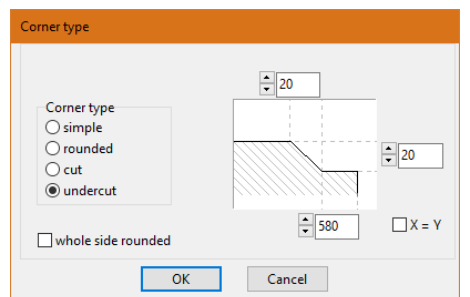 Corner type
20
Corner type
simple
rounded
cut
undercut
20
580
X = Y
whole side rounded
OK
Cancel